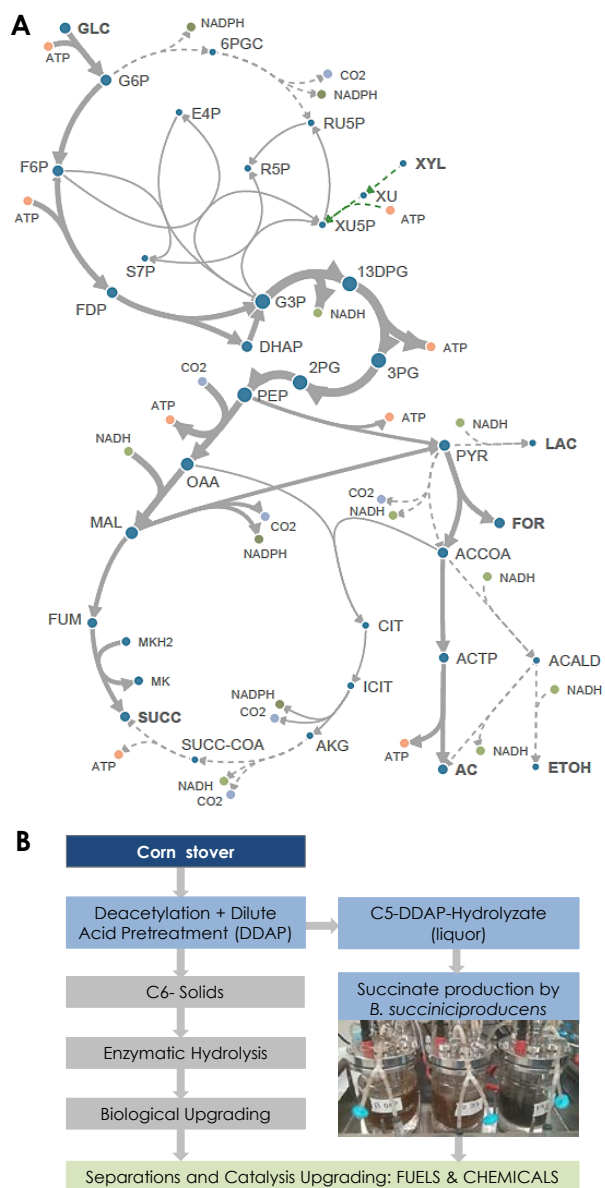 A
GLC
NADPH
6PGC
ATP
G6P
CO2
NADPH
E4P
RU5P
F6P
R5P
XYL
XU
ATP
XU5P
ATP
S7P
13DPG
FDP
G3P
NADH
DHAP
ATP
2PG
3PG
CO2
PEP
ATP
ATP
NADH
NADH
LAC
PYR
OAA
CO2
NADH
MAL
CO2
FOR
NADPH
ACCOA
NADH
FUM
CIT
MKH2
ACTP
ACALD
MK
ICIT
NADPH
NADH
SUCC
CO2
AKG
SUCC-COA
ATP
NADH
CO2
ATP
NADH
AC
ETOH
B
Corn stover
Deacetylation + Dilute
Acid Pretreatment (DDAP)
C5-DDAP-Hydrolyzate
(liquor)
C6- Solids
Succinate production by
B. succiniciproducens
Enzymatic Hydrolysis
Biological Upgrading
Separations and Catalysis Upgrading: FUELS & CHEMICALS